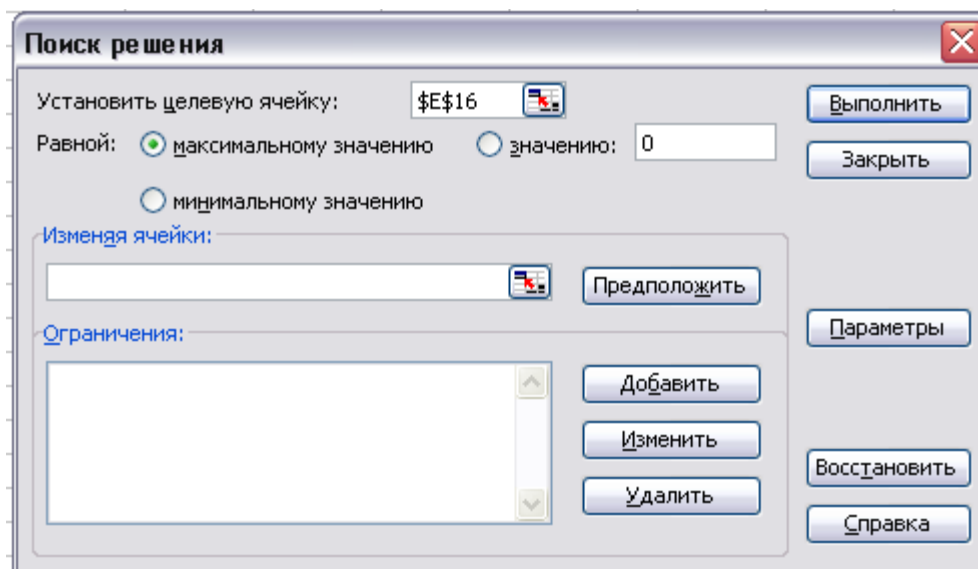 Поиск решения
Установить целевую ячейку: $E$16 Выполнить
Равной: максимальному значению значению: 0
Закрыть
минимальному значению
Изменяя ячейки:
Предположить
Параметры
Ограничения:
Добавить
Изменить
Удалить
Восстановить
Справка